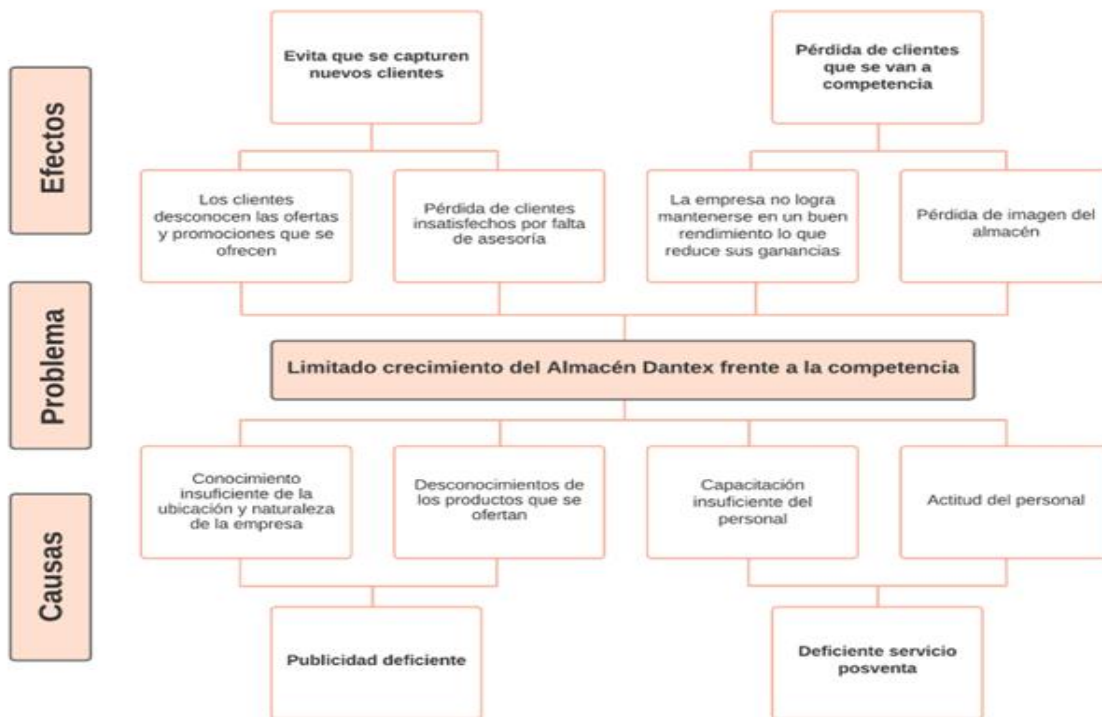 Efectos
Evita que se capturen
nuevos clientes
Pérdida de clientes
que se van a
competencia
Los clientes
desconocen las ofertas
y promociones que se
ofrecen
Pérdida de clientes
insatisfechos por falta
de asesoría
La empresa no logra
mantenerse en un buen
rendimiento lo que
reduce sus ganancias
Pérdida de imagen del
almacén
Problema
Limitado crecimiento del Almacén Dantex frente a la competencia
Causas
Conocimiento
insuficiente de la
ubicación y naturaleza
de la empresa
Desconocimientos de
los productos que se
ofertan
Capacitación
insuficiente del
personal
Actitud del personal
Publicidad deficiente
Deficiente servicio
posventa